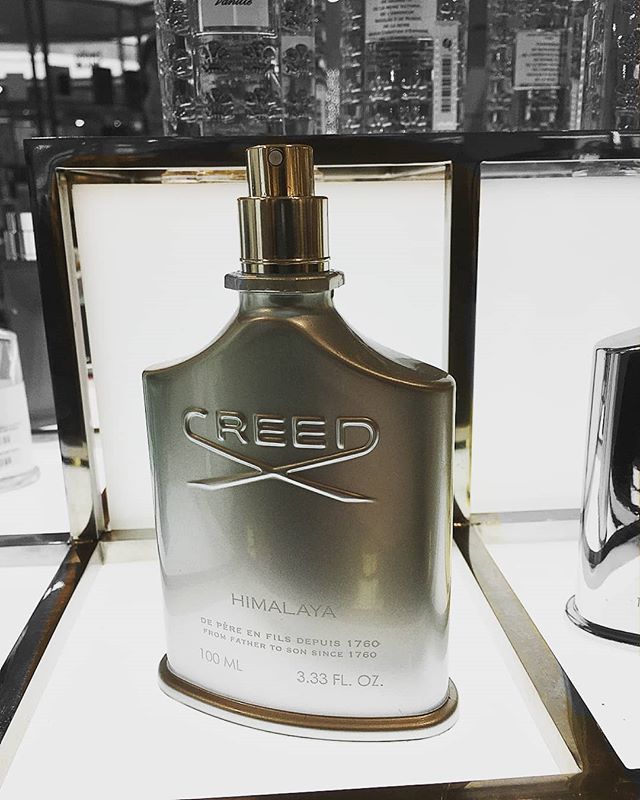 Vanille
CREED
HIMALAYA
DE PÈRE EN FILS DEPUIS 1760
FROM FATHER TO SON SINCE 1760
100 ML 3.33 FL. OZ.